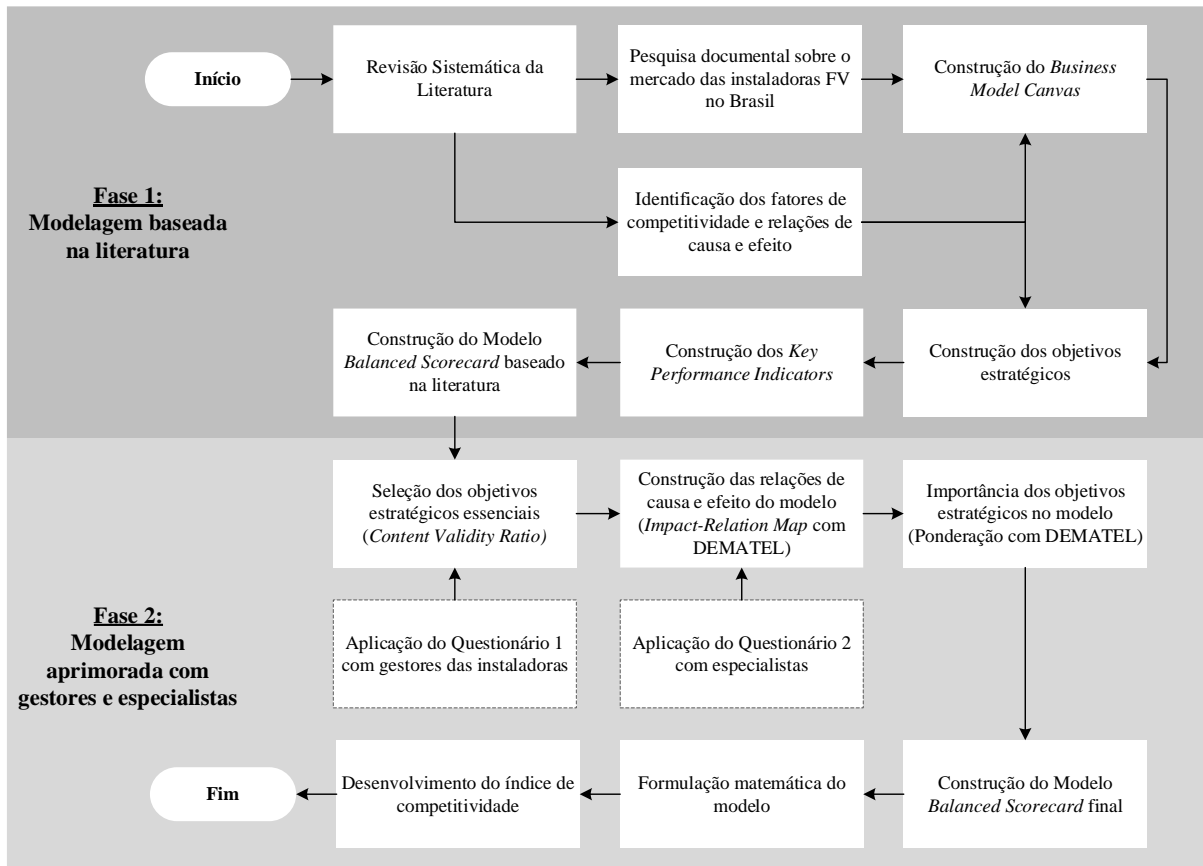 Início
Revisão Sistemática da
Literatura
Pesquisa documental sobre o
mercado das instaladoras FV
no Brasil
Construção do Business
Model Canvas
Fase 1:
Modelagem baseada
na literatura
Identificação dos fatores de
competitividade e relações de
causa e efeito
Construção do Modelo
Balanced Scorecard baseado
na literatura
Construção dos Key
Performance Indicators
Construção dos objetivos
estratégicos
Seleção dos objetivos
estratégicos essenciais
(Content Validity Ratio)
Construção das relações de
causa e efeito do modelo
(Impact-Relation Map com
DEMATEL)
Importância dos objetivos
estratégicos no modelo
(Ponderação com DEMATEL)
Fase 2:
Modelagem
aprimorada com
gestores e especialistas
Aplicação do Questionário 1
com gestores das instaladoras
Aplicação do Questionário 2
com especialistas
Fim
Desenvolvimento do índice de
competitividade
Formulação matemática do
modelo
Construção do Modelo
Balanced Scorecard final